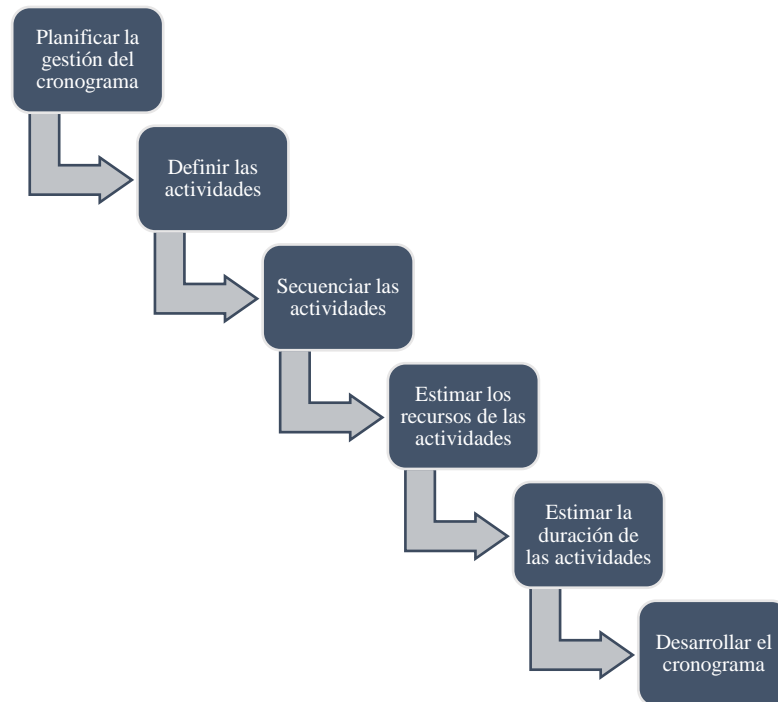 Planificar la
gestión del
cronograma
Definir las
actividades
Secuenciar las
actividades
Estimar los
recursos de las
actividades
Estimar la
duración de
las actividades
Desarrollar el
cronograma